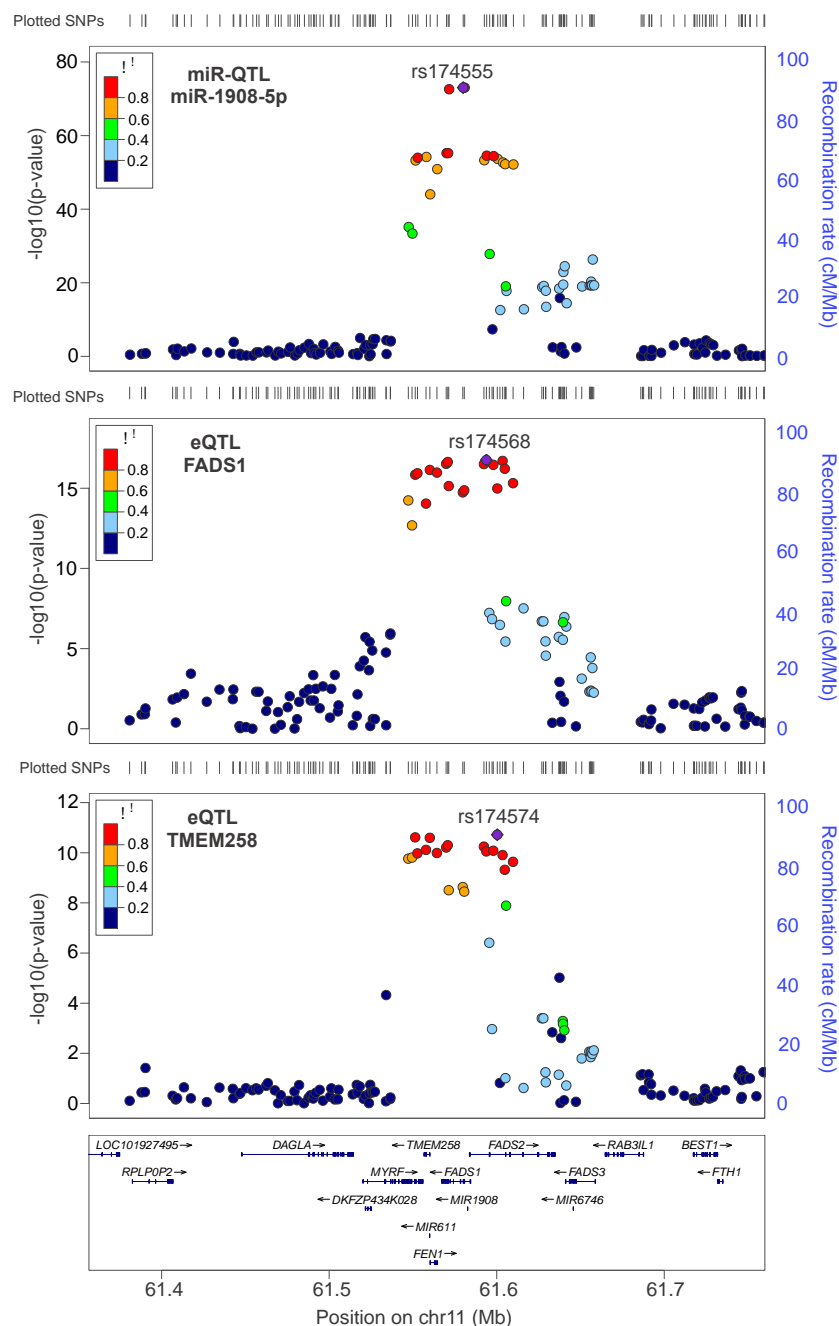 Plotted SNPs
miR-QTL
miR-1908-5p
rs174555
! !
0.8
0.6
0.4
0.2
80
60
40
20
0
-log10(p-value)
100
80
60
40
20
0
Recombination rate (cM/Mb)
Plotted SNPs
eQTL
FADS1
rs174568
! !
0.8
0.6
0.4
0.2
15
10
5
0
-log10(p-value)
100
80
60
40
20
0
Recombination rate (cM/Mb)
Plotted SNPs
eQTL
TMEM258
rs174574
! !
0.8
0.6
0.4
0.2
12
10
8
6
4
2
0
-log10(p-value)
100
80
60
40
20
0
Recombination rate (cM/Mb)
LOC101927495→ DAGLA→ ←TMEM258 FADS2→ ←RAB3IL1 BEST1→
RPLP0P2→ MYRF→ ←FADS1 ←FADS3 ←FTH1
←DKFZP434K028 ←MIR1908 ←MIR6746
←MIR611
FEN1→
61.4 61.5 61.6 61.7
Position on chr11 (Mb)